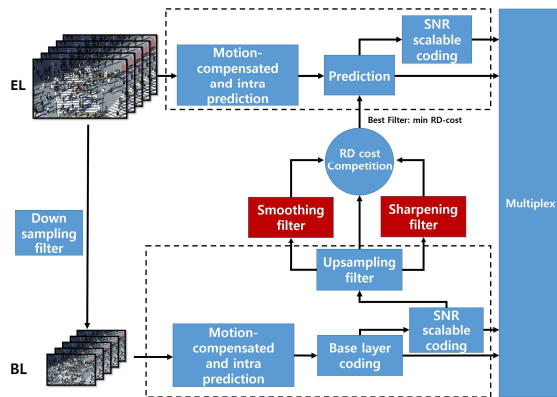 EL
Motion-
compensated
and intra
prediction
Prediction
SNR
scalable
coding
Best Filter: min RD-cost
RD cost
Competition
Smoothing
filter
Sharpening
filter
Multiplex
Down
sampling
filter
Upsampling
filter
BL
Motion-
compensated
and intra
prediction
Base layer
coding
SNR
scalable
coding